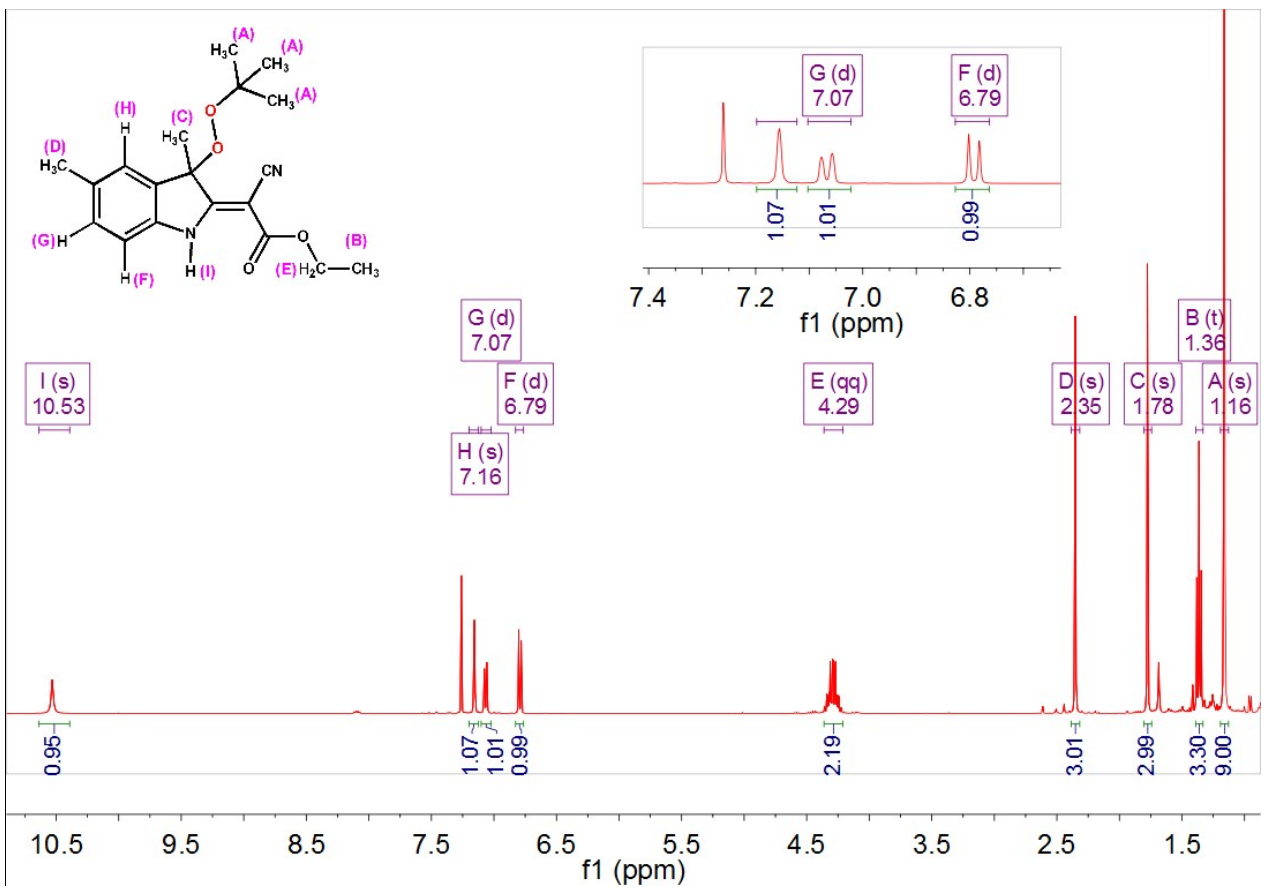 (A)
(A)
H₃C
CH₃
(A)
CH₃
(H)
(C)
O
(D)
H
H₃C
O
H₃C
CN
(G)
H
N
O
(B)
H
H
(I)
O
(E)
H₂C
CH₃
(F)
G (d)
7.07
F (d)
6.79
1.07
1.01
0.99
7.4
7.2
7.0
6.8
f1 (ppm)
G (d)
7.07
B (t)
1.36
I (s)
10.53
F (d)
6.79
E (qq)
4.29
D (s)
2.35
C (s)
1.78
A (s)
1.16
H (s)
7.16
0.95
1.07
1.01
0.99
2.19
3.01
2.99
3.30
9.00
10.5
9.5
8.5
7.5
6.5
5.5
4.5
3.5
2.5
1.5
f1 (ppm)